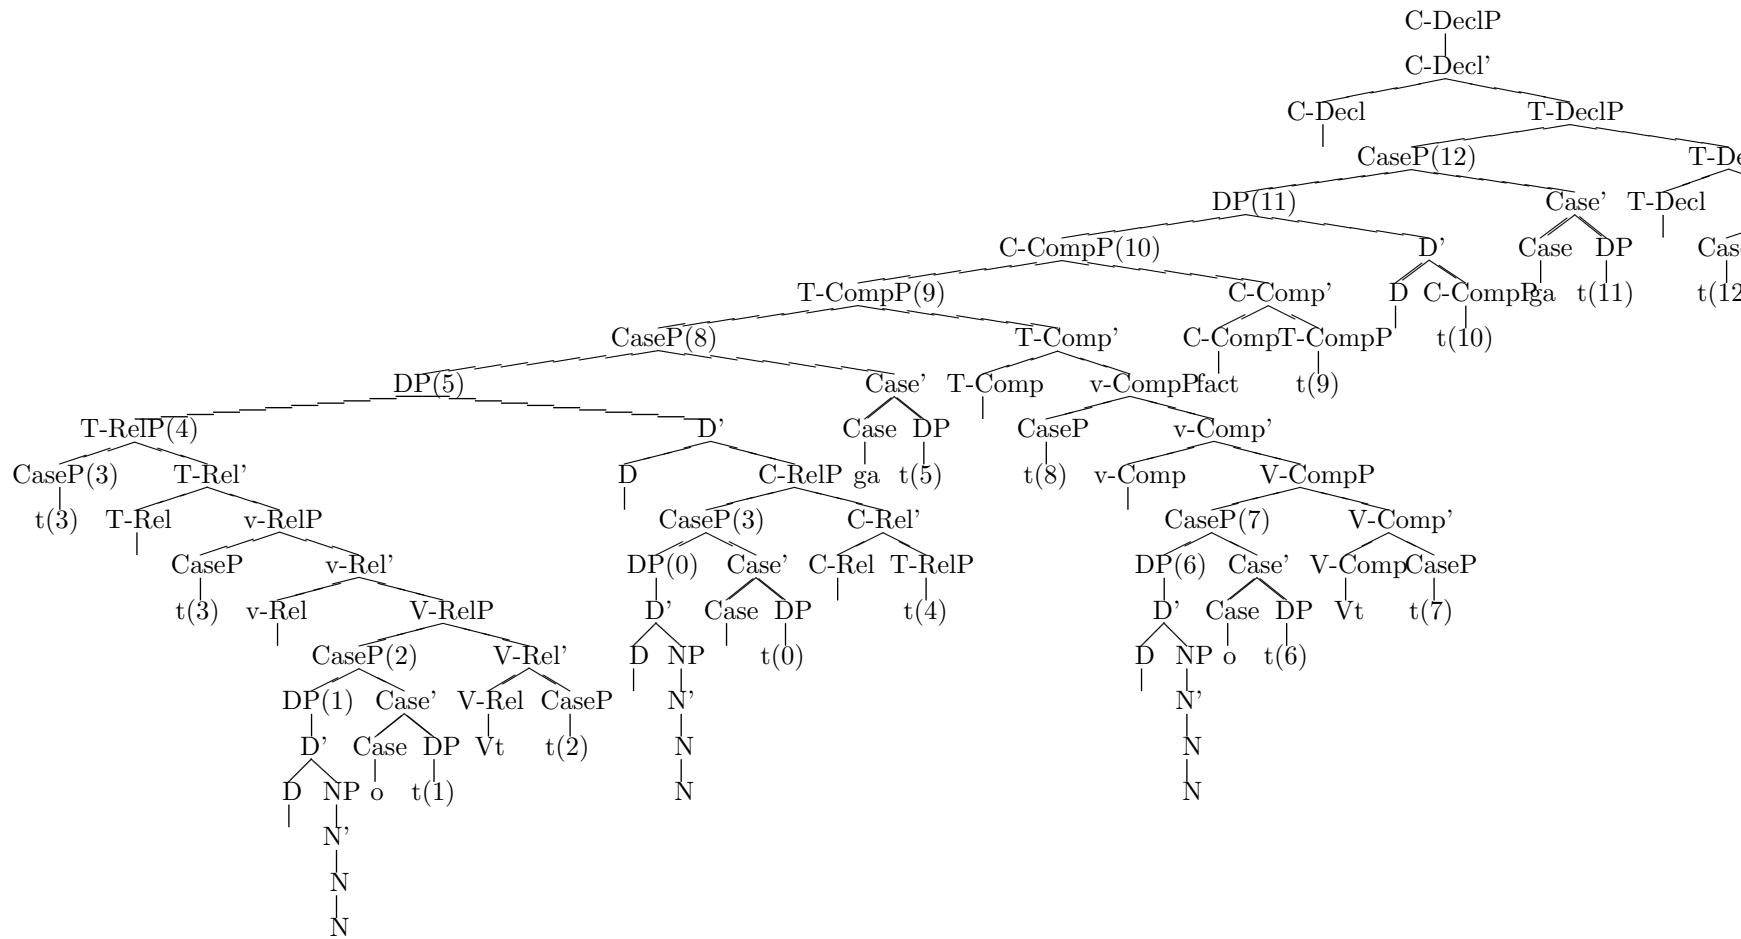 C-DeclP
C-Decl'
C-Decl T-DeclP
CaseP(12) T-De
DP(11) Case' T-Decl
C-CompP(10) D' Case DP Case
T-CompP(9) C-Comp' D C-CompP ga t(11) t(12
CaseP(8) T-Comp' C-Comp T-CompP t(10)
DP(5) Case' T-Comp v-CompP fact t(9)
T-RelP(4) D' Case DP CaseP v-Comp'
CaseP(3) T-Rel' D C-RelP ga t(5) t(8) v-Comp V-CompP
t(3) T-Rel v-RelP CaseP(3) C-Rel' CaseP(7) V-Comp'
CaseP v-Rel' DP(0) Case' C-Rel T-RelP DP(6) Case' V-Comp CaseP
t(3) v-Rel V-RelP D' Case DP t(4) D' Case DP Vt t(7)
CaseP(2) V-Rel' D NP t(0) D NP o t(6)
DP(1) Case' V-Rel CaseP N' N'
D' Case DP Vt t(2) N N
D NP o t(1) N N
N'
N
N